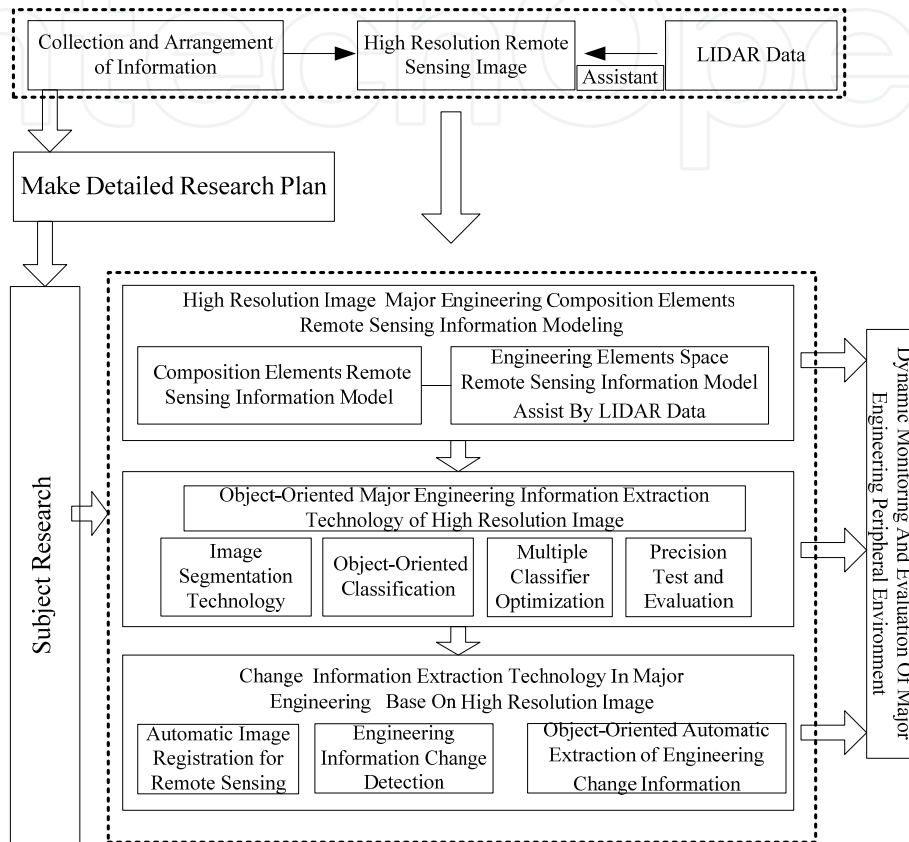 Collection and Arrangement
of Information
High Resolution Remote
Sensing Image
Assistant
LIDAR Data
Make Detailed Research Plan
Subject Research
High Resolution Image Major Engineering Composition Elements
Remote Sensing Information Modeling
Composition Elements Remote
Sensing Information Model
Engineering Elements Space
Remote Sensing Information Model
Assist By LIDAR Data
Object-Oriented Major Engineering Information Extraction
Technology of High Resolution Image
Image
Segmentation
Technology
Object-Oriented
Classification
Multiple
Classifier
Optimization
Precision
Test and
Evaluation
Change Information Extraction Technology In Major
Engineering Base On High Resolution Image
Automatic Image
Registration for
Remote Sensing
Engineering
Information Change
Detection
Object-Oriented Automatic
Extraction of Engineering
Change Information
Dynamic Monitoring And Evaluation Of Major
Engineering Peripheral Environment